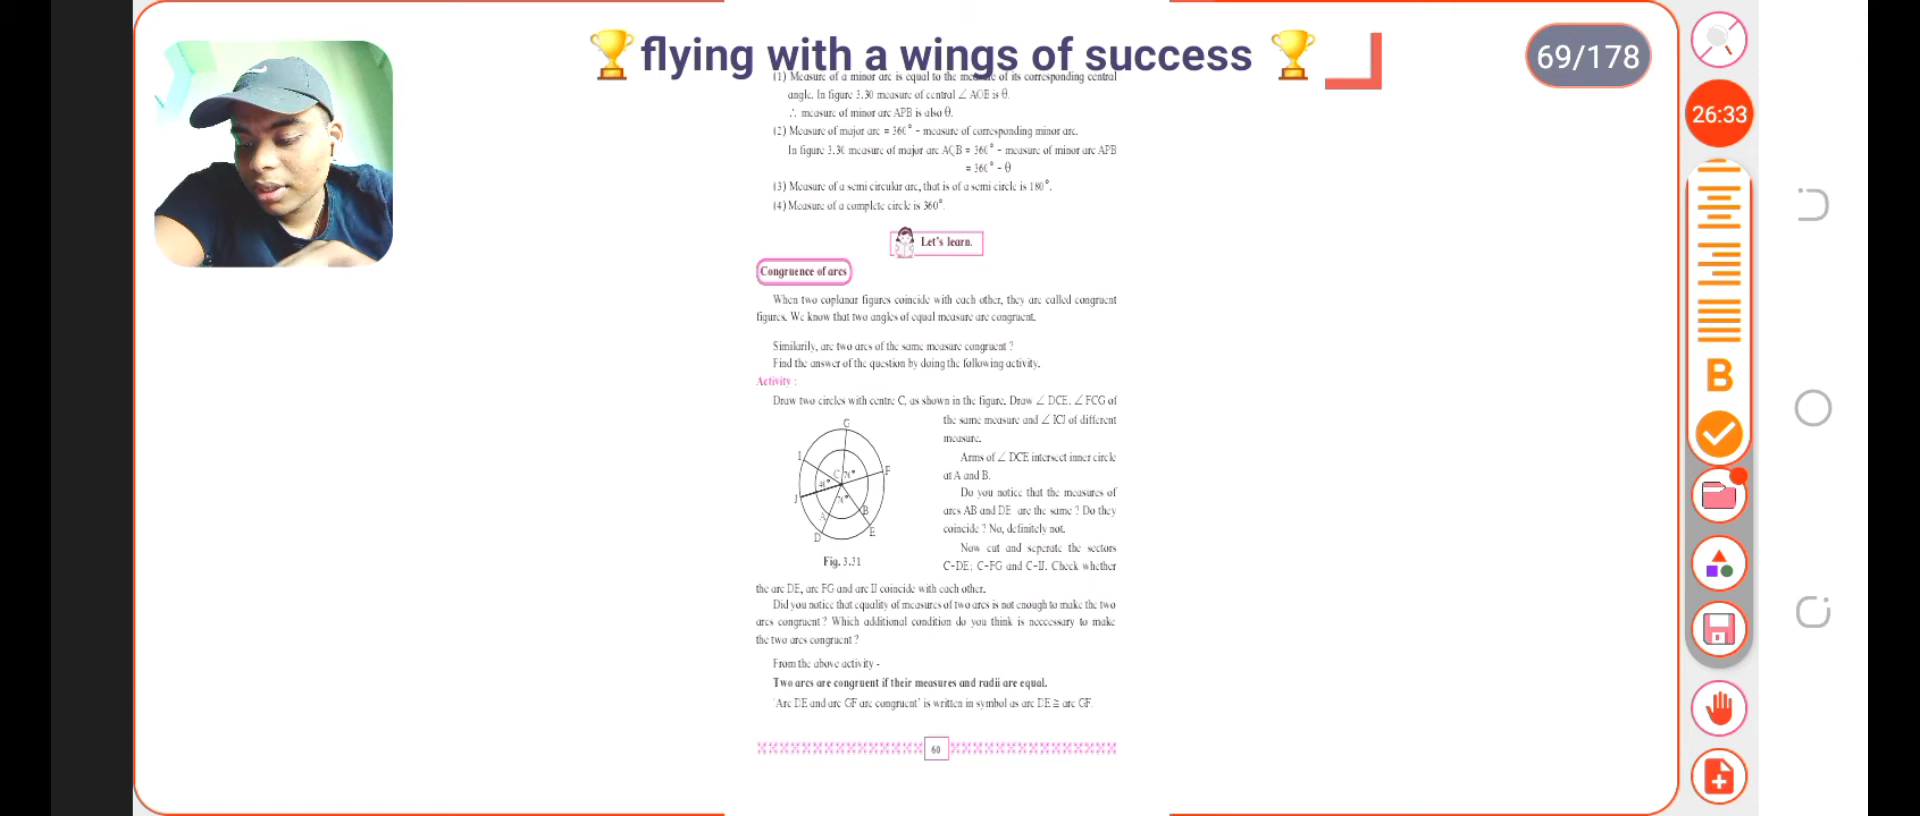 🏆flying with a wings of success 🏆
69/178
26:33
(1) Measure of a minor arc is equal to the measure of its corresponding central
angle. In figure 3.30 measure of central ∠ AOB is θ.
∴ measure of minor arc APB is also θ.
(2) Measure of major arc = 360° - measure of corresponding minor arc.
In figure 3.30 measure of major arc AQB = 360° - measure of minor arc APB
= 360° - θ
(3) Measure of a semi circular arc, that is of a semi circle is 180°.
(4) Measure of a complete circle is 360°.
Let's learn.
Congruence of arcs
When two coplanar figures coincide with each other, they are called congruent
figures. We know that two angles of equal measure are congruent.
Similarily, are two arcs of the same measure congruent ?
Find the answer of the question by doing the following activity.
Activity :
Draw two circles with centre C, as shown in the figure. Draw ∠ DCE, ∠ FCG of
the same measure and ∠ ICJ of different
measure.
Arms of ∠ DCE intersect inner circle
at A and B.
Do you notice that the measures of
arcs AB and DE are the same ? Do they
coincide ? No, definitely not.
Now cut and seperate the sectors
C-DE; C-FG and C-IJ. Check whether
G
I
F
C
70°
40°
J
70°
A
B
D
E
Fig. 3.31
the arc DE, arc FG and arc IJ coincide with each other.
Did you notice that equality of measures of two arcs is not enough to make the two
arcs congruent ? Which additional condition do you think is neccessary to make
the two arcs congruent ?
From the above activity -
Two arcs are congruent if their measures and radii are equal.
'Arc DE and arc GF are congruent' is written in symbol as arc DE ≅ arc GF.
60
B